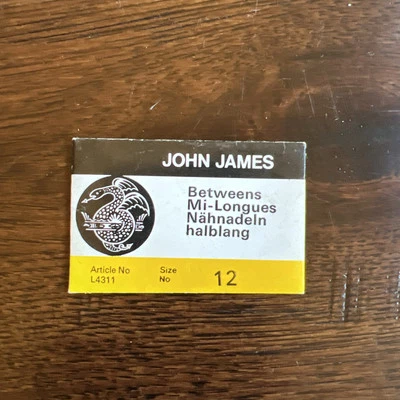 JOHN JAMES
Betweens
Mi-Longues
Nähnadeln
halblang
Article No
L4311
Size
No
12